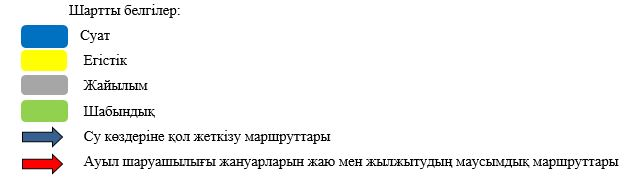 Шартты белгілер:
Суат
Егістік
Жайылым
Шабындық
Су көздеріне қол жеткізу маршруттары
Ауыл шаруашылығы жануарларын жаю мен жылжытудың маусымдық маршруттары